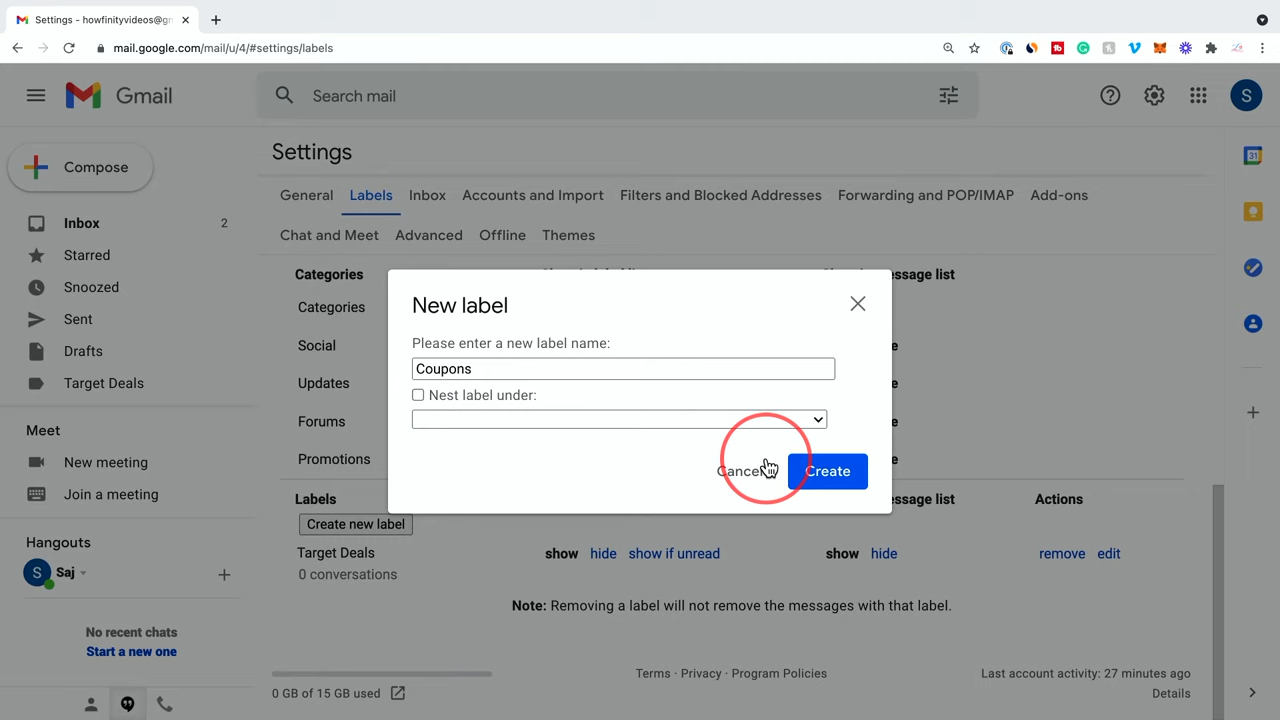 Settings - howfinityvideos@gm
mail.google.com/mail/u/4/#settings/labels
Gmail
Search mail
S
Compose
Inbox 2
Starred
Snoozed
Sent
Drafts
Target Deals
Meet
New meeting
Join a meeting
Hangouts
S Saj
No recent chats
Start a new one
Settings
General Labels Inbox Accounts and Import Filters and Blocked Addresses Forwarding and POP/IMAP Add-ons
Chat and Meet Advanced Offline Themes
Categories
Categories
Social
Updates
Forums
Promotions
New label
Please enter a new label name:
Coupons
Nest label under:
Cancel Create
Labels Actions
Create new label
Target Deals show hide show if unread show hide remove edit
0 conversations
Note: Removing a label will not remove the messages with that label.
Terms · Privacy · Program Policies
Last account activity: 27 minutes ago
Details
0 GB of 15 GB used
31